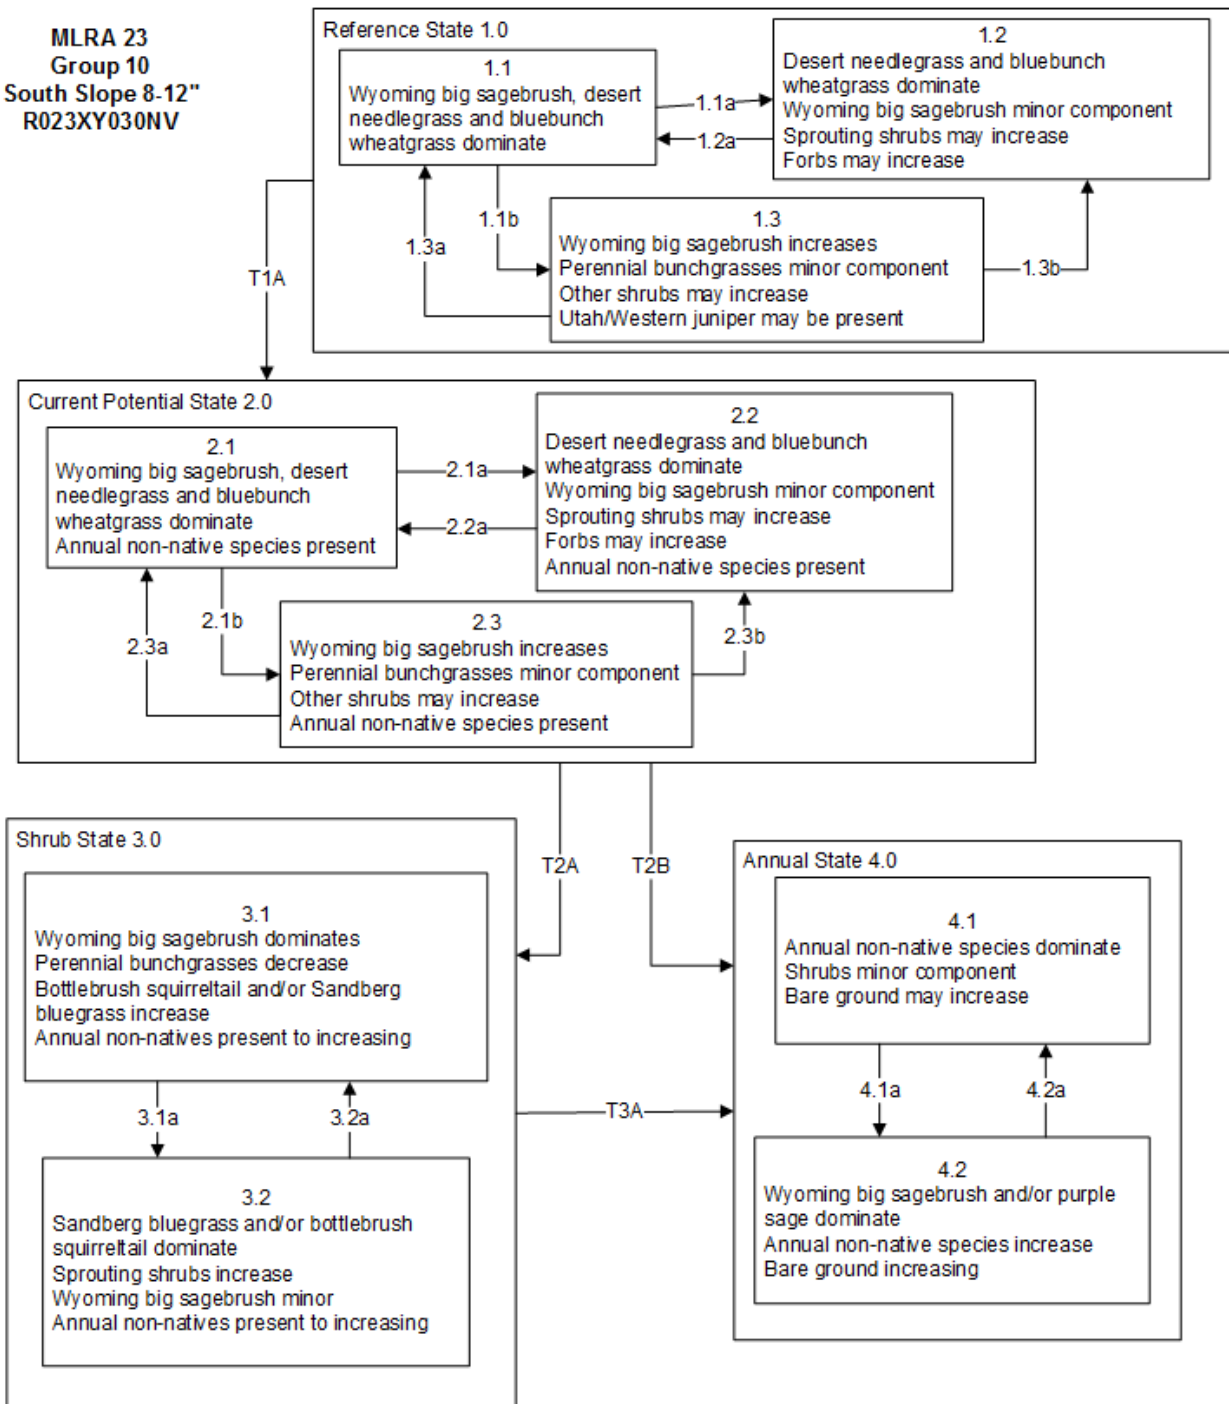 MLRA 23
Group 10
South Slope 8-12"
R023XY030NV
Reference State 1.0
1.1
Wyoming big sagebrush, desert
needlegrass and bluebunch
wheatgrass dominate
1.1a
1.2a
1.2
Desert needlegrass and bluebunch
wheatgrass dominate
Wyoming big sagebrush minor component
Sprouting shrubs may increase
Forbs may increase
1.1b
1.3a
1.3
Wyoming big sagebrush increases
Perennial bunchgrasses minor component
Other shrubs may increase
Utah/Western juniper may be present
1.3b
T1A
Current Potential State 2.0
2.1
Wyoming big sagebrush, desert
needlegrass and bluebunch
wheatgrass dominate
Annual non-native species present
2.1a
2.2a
2.2
Desert needlegrass and bluebunch
wheatgrass dominate
Wyoming big sagebrush minor component
Sprouting shrubs may increase
Forbs may increase
Annual non-native species present
2.1b
2.3a
2.3
Wyoming big sagebrush increases
Perennial bunchgrasses minor component
Other shrubs may increase
Annual non-native species present
2.3b
T2A
T2B
Shrub State 3.0
3.1
Wyoming big sagebrush dominates
Perennial bunchgrasses decrease
Bottlebrush squirreltail and/or Sandberg
bluegrass increase
Annual non-natives present to increasing
3.1a
3.2a
3.2
Sandberg bluegrass and/or bottlebrush
squirreltail dominate
Sprouting shrubs increase
Wyoming big sagebrush minor
Annual non-natives present to increasing
T3A
Annual State 4.0
4.1
Annual non-native species dominate
Shrubs minor component
Bare ground may increase
4.1a
4.2a
4.2
Wyoming big sagebrush and/or purple
sage dominate
Annual non-native species increase
Bare ground increasing